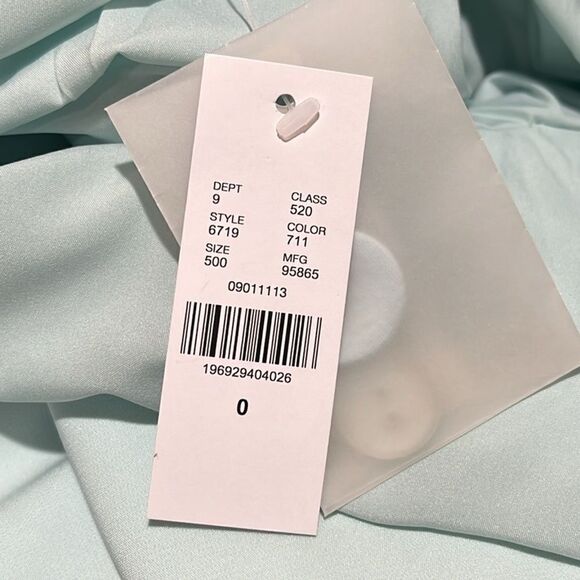 DEPT CLASS
9 520
STYLE COLOR
6719 711
SIZE MFG
500 95865
09011113
196929404026
0